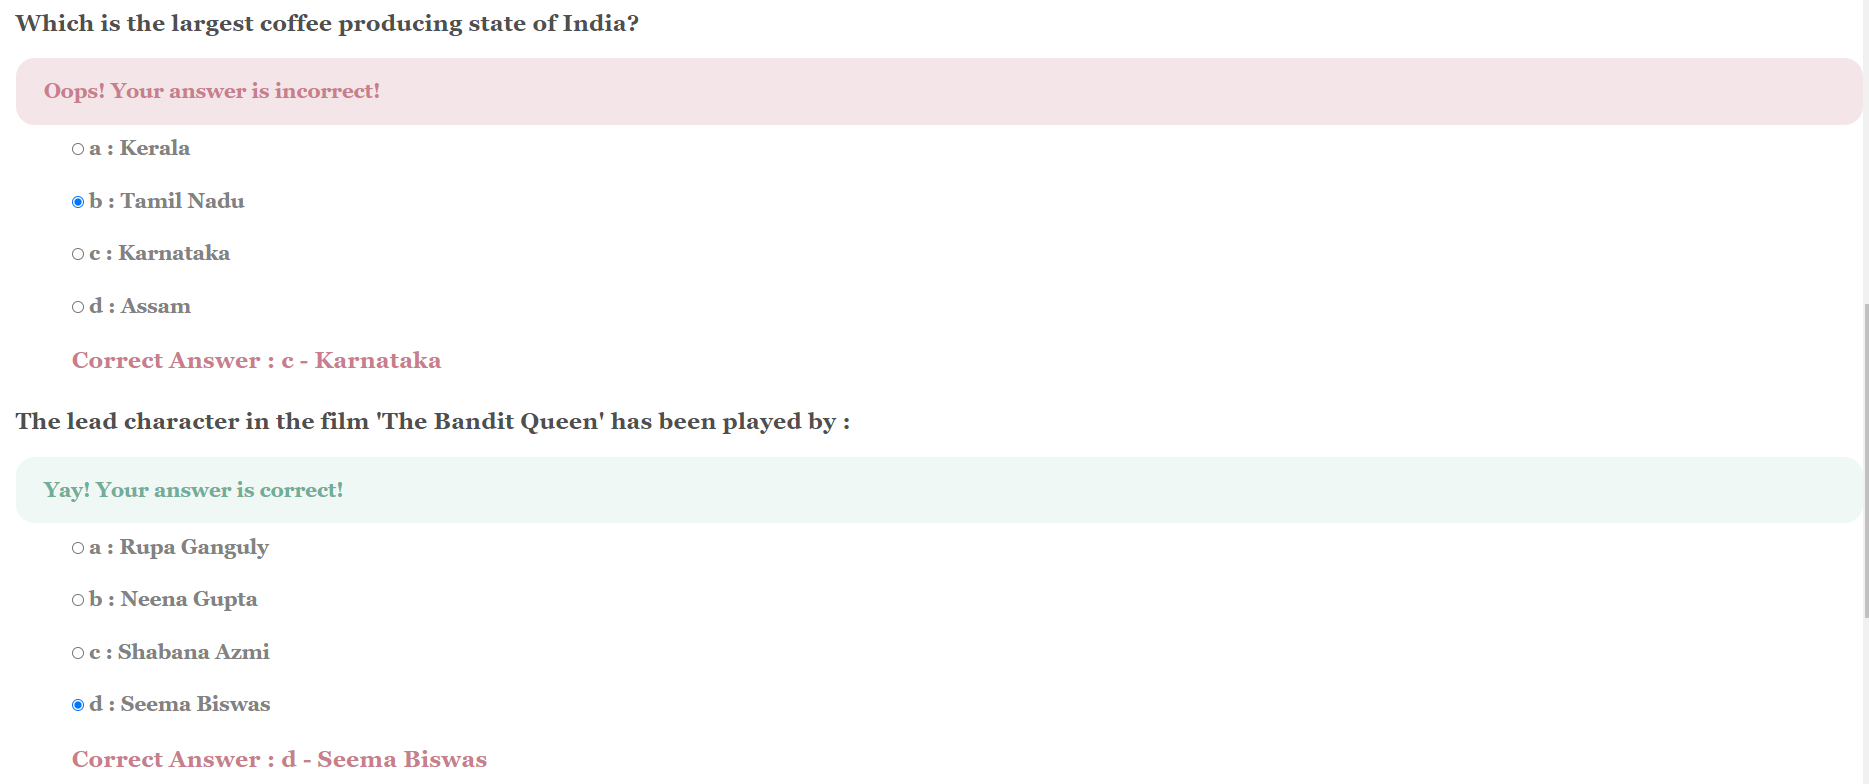 Which is the largest coffee producing state of India?
Oops! Your answer is incorrect!
a : Kerala
b : Tamil Nadu
c : Karnataka
d : Assam
Correct Answer : c - Karnataka
The lead character in the film 'The Bandit Queen' has been played by :
Yay! Your answer is correct!
a : Rupa Ganguly
b : Neena Gupta
c : Shabana Azmi
d : Seema Biswas
Correct Answer : d - Seema Biswas